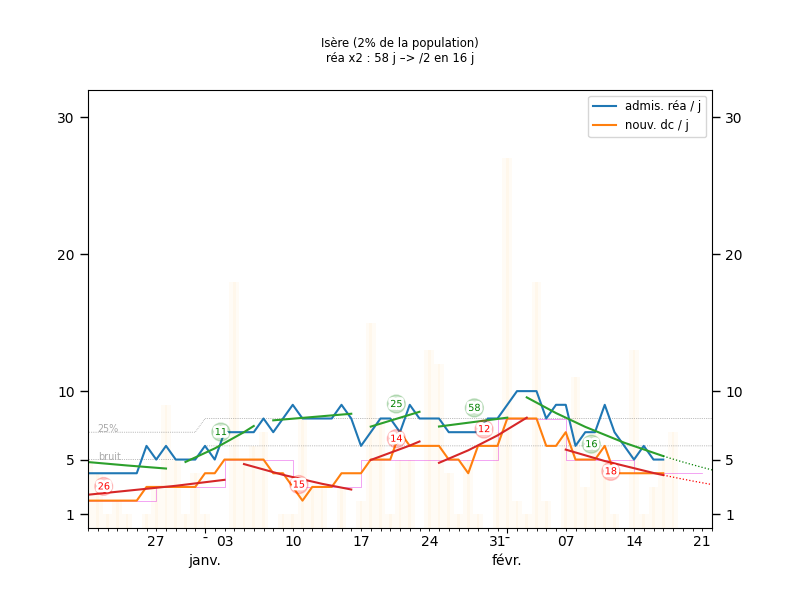 Isère (2% de la population)
réa x2 : 58 j –> /2 en 16 j
admis. réa / j
nouv. dc / j
30 30
20 20
10 10
25%
bruit
11
25
58
16
26
15
14
12
18
5 5
1 1
27 - 03 10 17 24 31- 07 14 21
janv. févr.